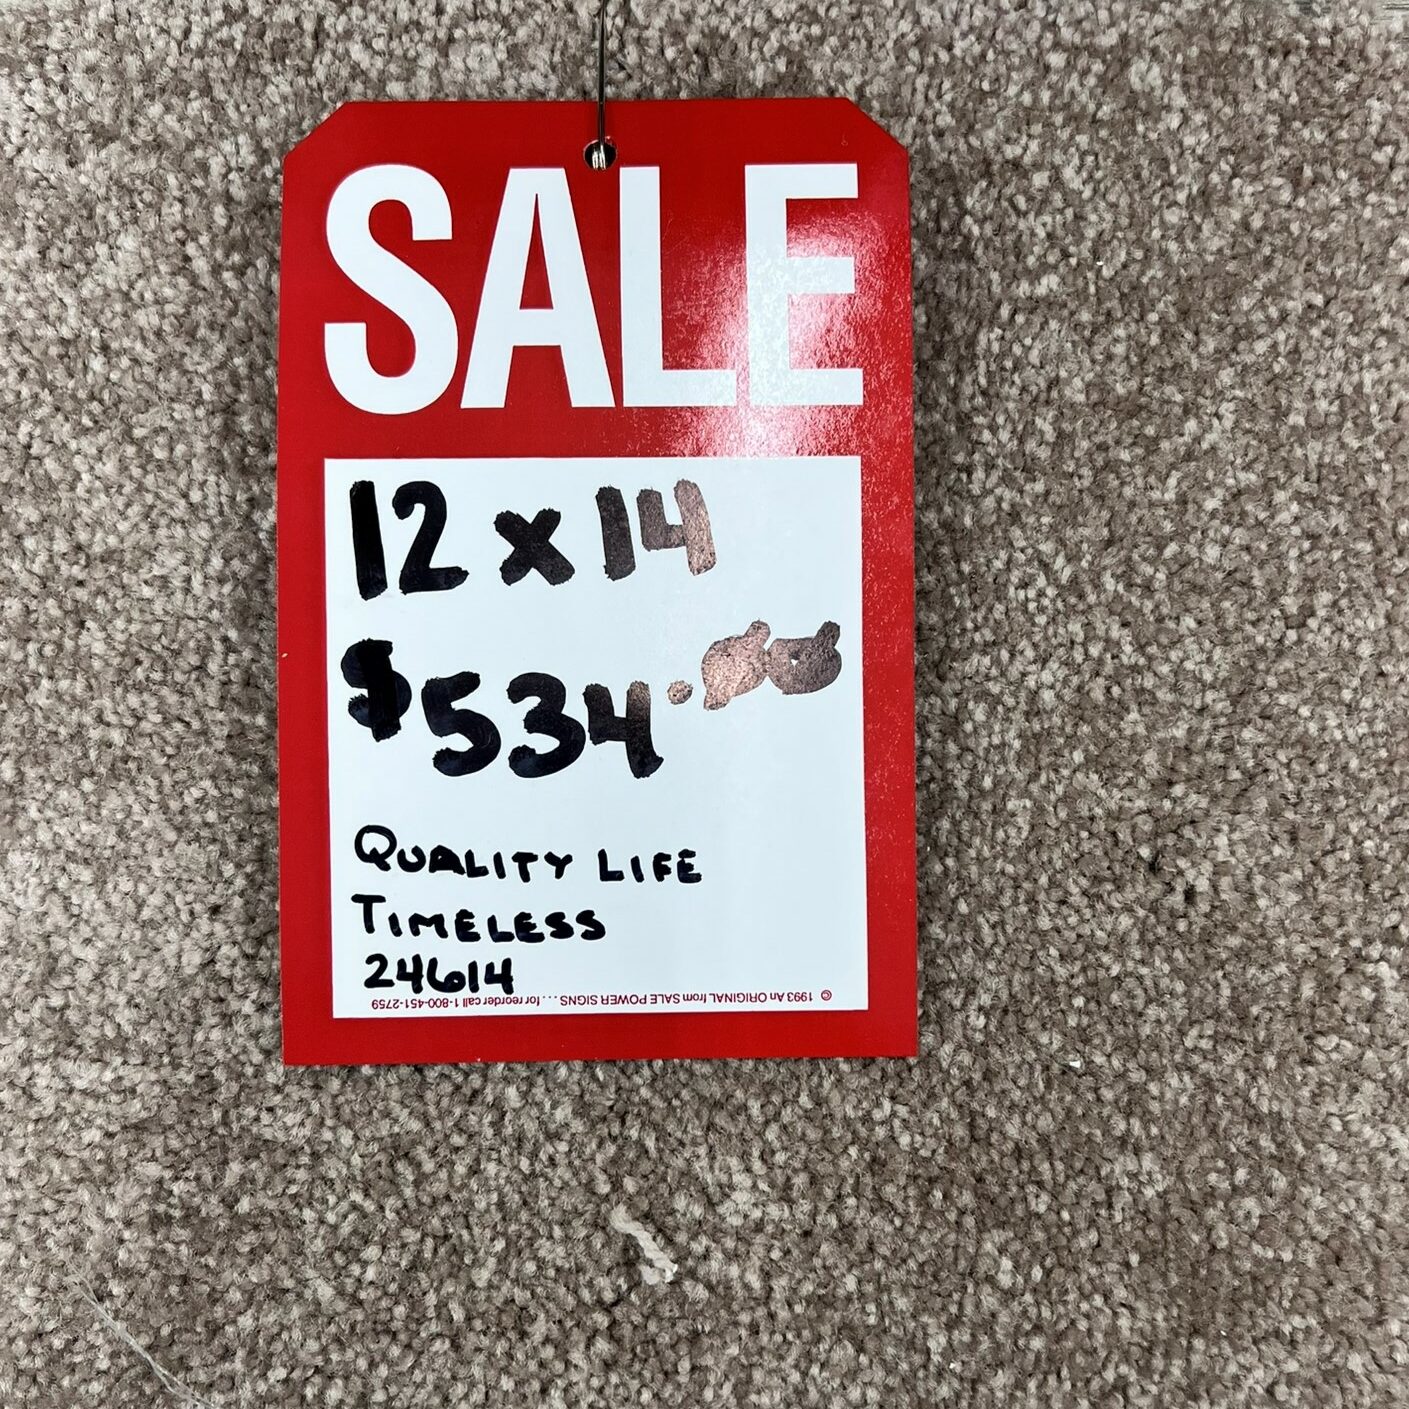 SALE
12 x 14
$534.
QUALITY LIFE
TIMELESS
24614
© 1993 An ORIGINAL from SALE POWER SIGNS .... for reorder call 1-800-451-2759